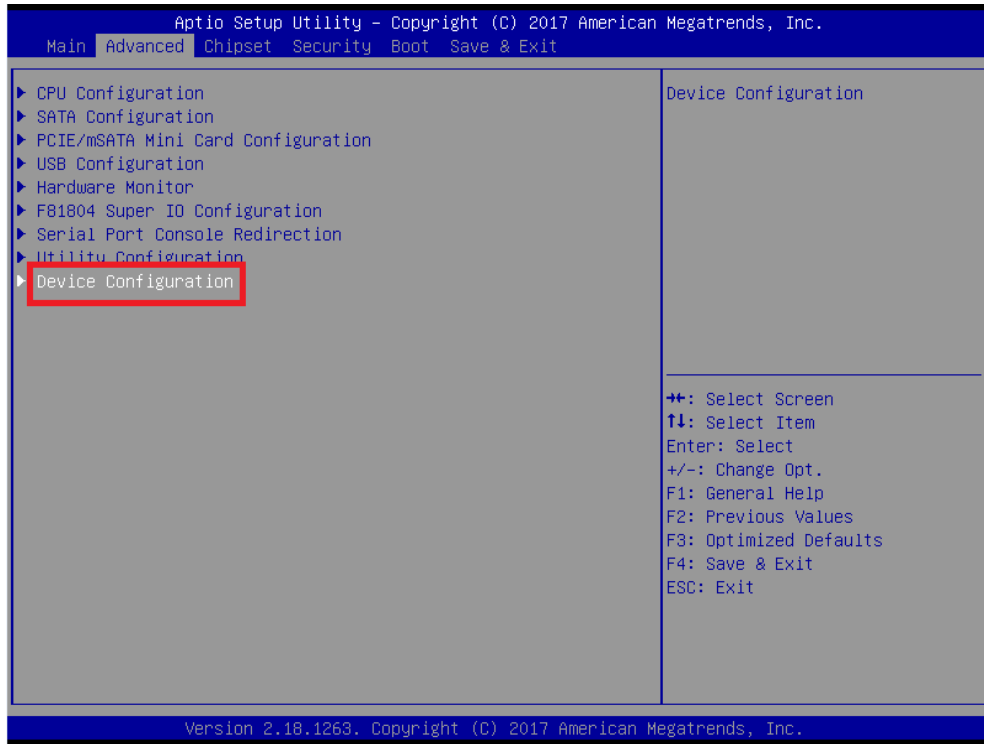 Aptio Setup Utility – Copyright (C) 2017 American Megatrends, Inc.
Main Advanced Chipset Security Boot Save & Exit
▶ CPU Configuration
▶ SATA Configuration
▶ PCIE/mSATA Mini Card Configuration
▶ USB Configuration
▶ Hardware Monitor
▶ F81804 Super IO Configuration
▶ Serial Port Console Redirection
▶ Utility Configuration
▶ Device Configuration
Device Configuration
→←: Select Screen
↑↓: Select Item
Enter: Select
+/-: Change Opt.
F1: General Help
F2: Previous Values
F3: Optimized Defaults
F4: Save & Exit
ESC: Exit
Version 2.18.1263. Copyright (C) 2017 American Megatrends, Inc.